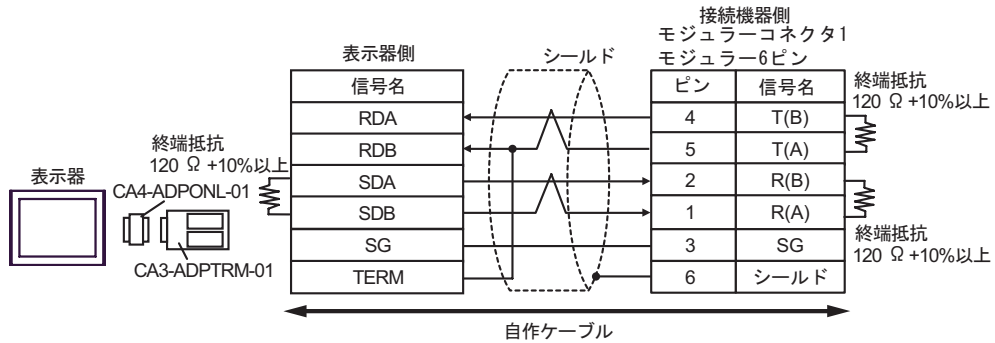 接続機器側
モジュラーコネクタ1
モジュラー6ピン
表示器側
シールド
信号名
ピン
信号名
終端抵抗
120 Ω +10%以上
RDA
4
T(B)
RDB
5
T(A)
終端抵抗
120 Ω +10%以上
SDA
2
R(B)
表示器
CA4-ADPONL-01
SDB
1
R(A)
SG
3
SG
終端抵抗
120 Ω +10%以上
CA3-ADPTRM-01
TERM
6
シールド
自作ケーブル